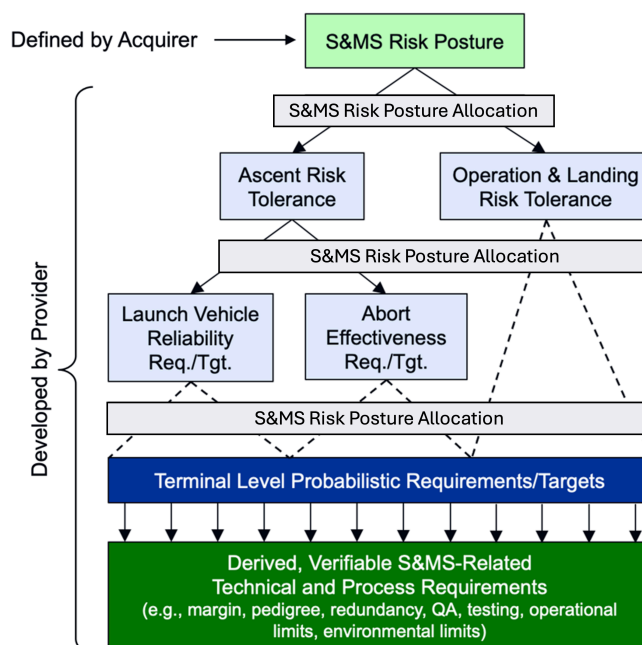 Defined by Acquirer
S&MS Risk Posture
S&MS Risk Posture Allocation
Ascent Risk
Tolerance
Operation & Landing
Risk Tolerance
S&MS Risk Posture Allocation
Launch Vehicle
Reliability
Req./Tgt.
Abort
Effectiveness
Req./Tgt.
Developed by Provider
S&MS Risk Posture Allocation
Terminal Level Probabilistic Requirements/Targets
Derived, Verifiable S&MS-Related
Technical and Process Requirements
(e.g., margin, pedigree, redundancy, QA, testing, operational
limits, environmental limits)